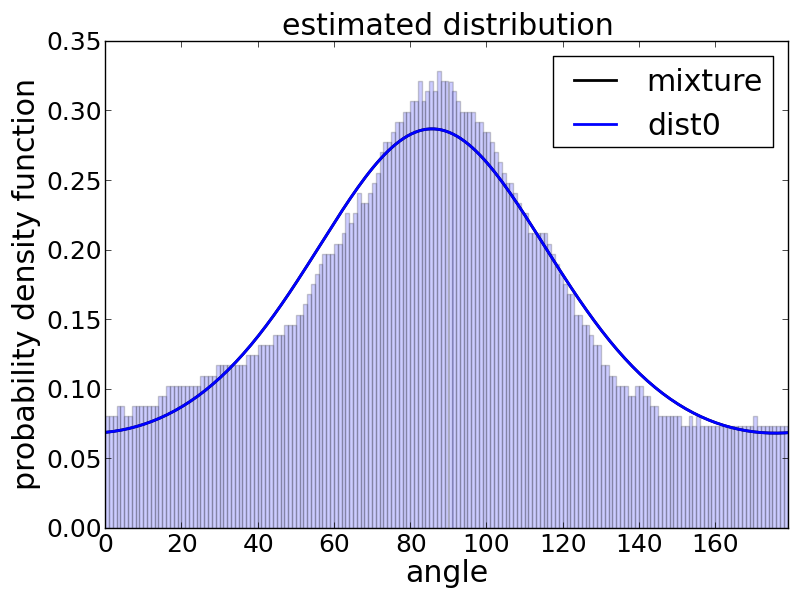 estimated distribution
probability density function
0.35
0.30
0.25
0.20
0.15
0.10
0.05
0.00
mixture
dist0
0 20 40 60 80 100 120 140 160
angle